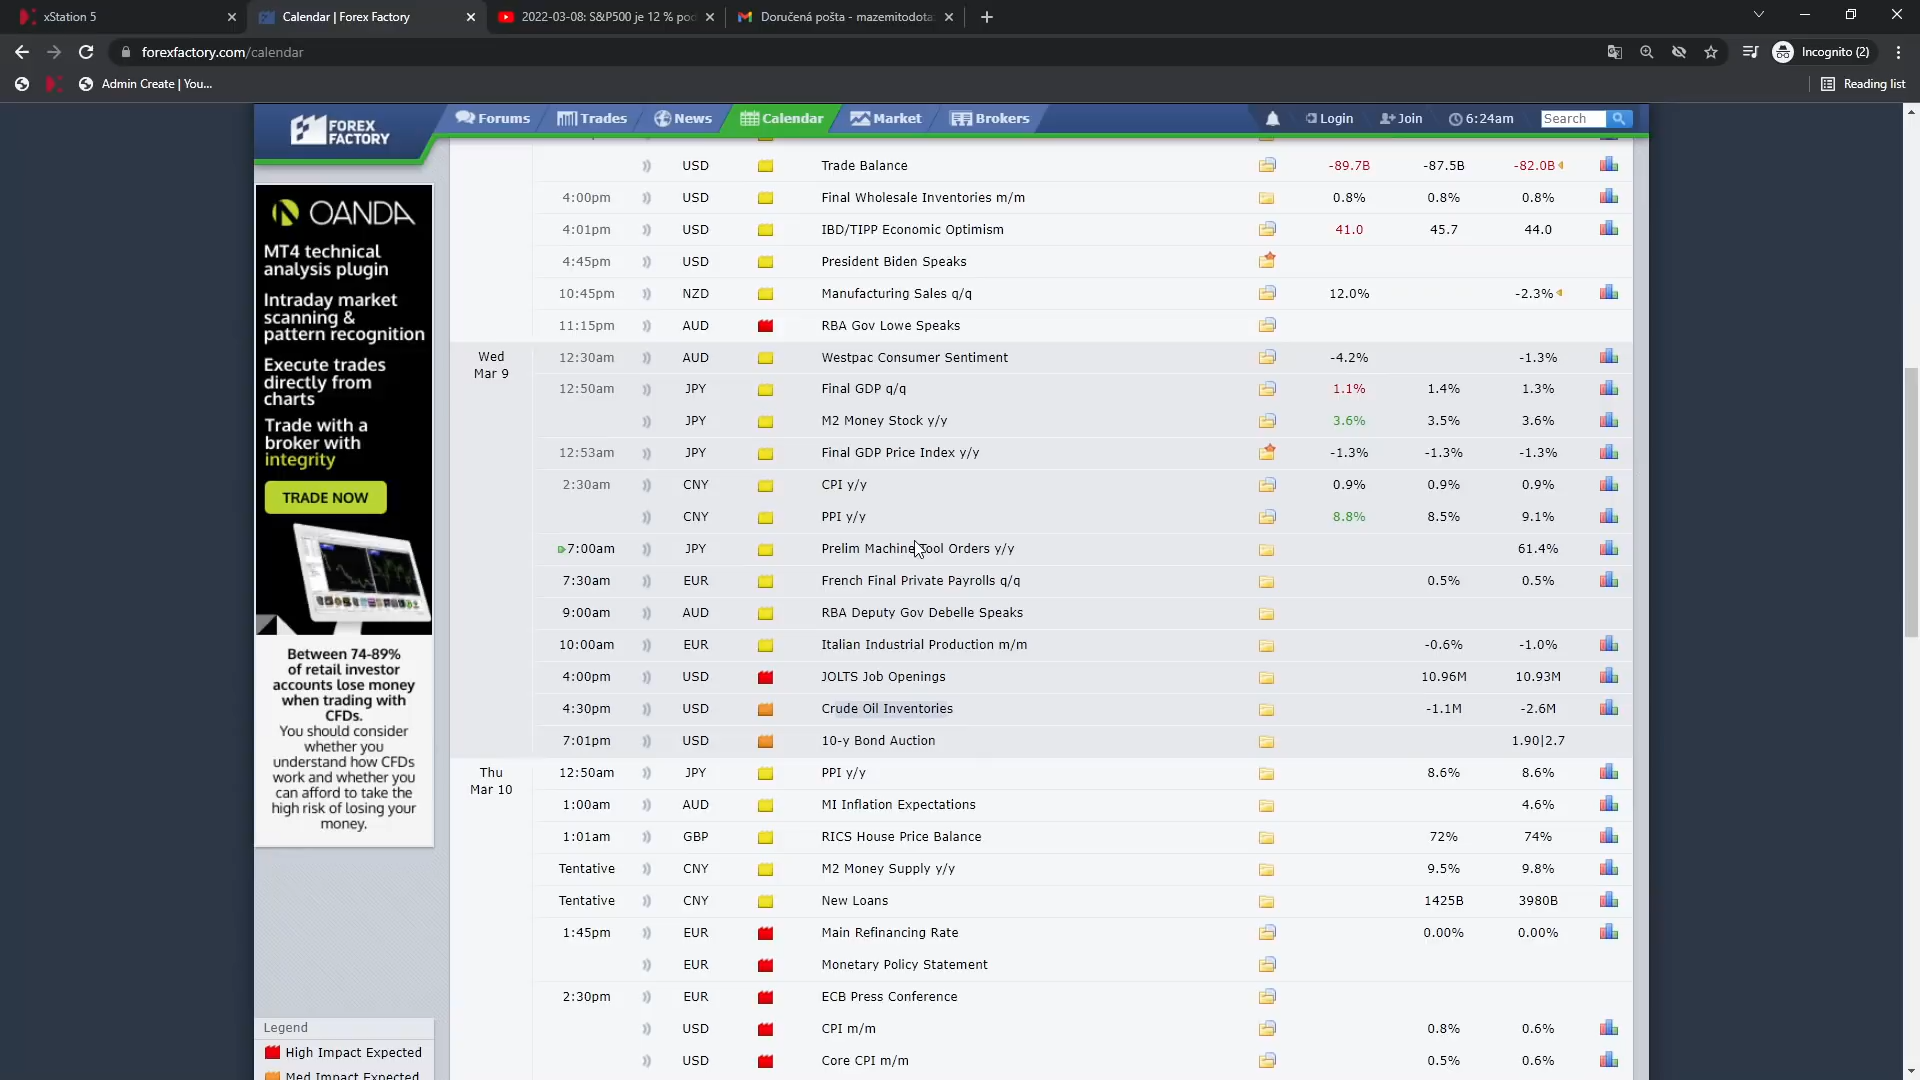 xStation 5
Calendar | Forex Factory
2022-03-08: S&P500 je 12 % pod
Doručená pošta - mazemitodota
forexfactory.com/calendar
Incognito (2)
Admin Create | You...
Reading list
FOREX FACTORY
Forums
Trades
News
Calendar
Market
Brokers
Login
Join
6:24am
Search
USD Trade Balance -89.7B -87.5B -82.0B
4:00pm USD Final Wholesale Inventories m/m 0.8% 0.8% 0.8%
4:01pm USD IBD/TIPP Economic Optimism 41.0 45.7 44.0
4:45pm USD President Biden Speaks
10:45pm NZD Manufacturing Sales q/q 12.0% -2.3%
11:15pm AUD RBA Gov Lowe Speaks
Wed Mar 9 12:30am AUD Westpac Consumer Sentiment -4.2% -1.3%
12:50am JPY Final GDP q/q 1.1% 1.4% 1.3%
JPY M2 Money Stock y/y 3.6% 3.5% 3.6%
12:53am JPY Final GDP Price Index y/y -1.3% -1.3% -1.3%
2:30am CNY CPI y/y 0.9% 0.9% 0.9%
CNY PPI y/y 8.8% 8.5% 9.1%
7:00am JPY Prelim Machine Tool Orders y/y 61.4%
7:30am EUR French Final Private Payrolls q/q 0.5% 0.5%
9:00am AUD RBA Deputy Gov Debelle Speaks
10:00am EUR Italian Industrial Production m/m -0.6% -1.0%
4:00pm USD JOLTS Job Openings 10.96M 10.93M
4:30pm USD Crude Oil Inventories -1.1M -2.6M
7:01pm USD 10-y Bond Auction 1.90|2.7
Thu Mar 10 12:50am JPY PPI y/y 8.6% 8.6%
1:00am AUD MI Inflation Expectations 4.6%
1:01am GBP RICS House Price Balance 72% 74%
Tentative CNY M2 Money Supply y/y 9.5% 9.8%
Tentative CNY New Loans 1425B 3980B
1:45pm EUR Main Refinancing Rate 0.00% 0.00%
EUR Monetary Policy Statement
2:30pm EUR ECB Press Conference
USD CPI m/m 0.8% 0.6%
USD Core CPI m/m 0.5% 0.6%
OANDA
MT4 technical
analysis plugin
Intraday market
scanning &
pattern recognition
Execute trades
directly from
charts
Trade with a
broker with
integrity
TRADE NOW
Between 74-89%
of retail investor
accounts lose money
when trading with
CFDs.
You should consider
whether you
understand how CFDs
work and whether you
can afford to take the
high risk of losing your
money.
Legend
High Impact Expected
Med Impact Expected